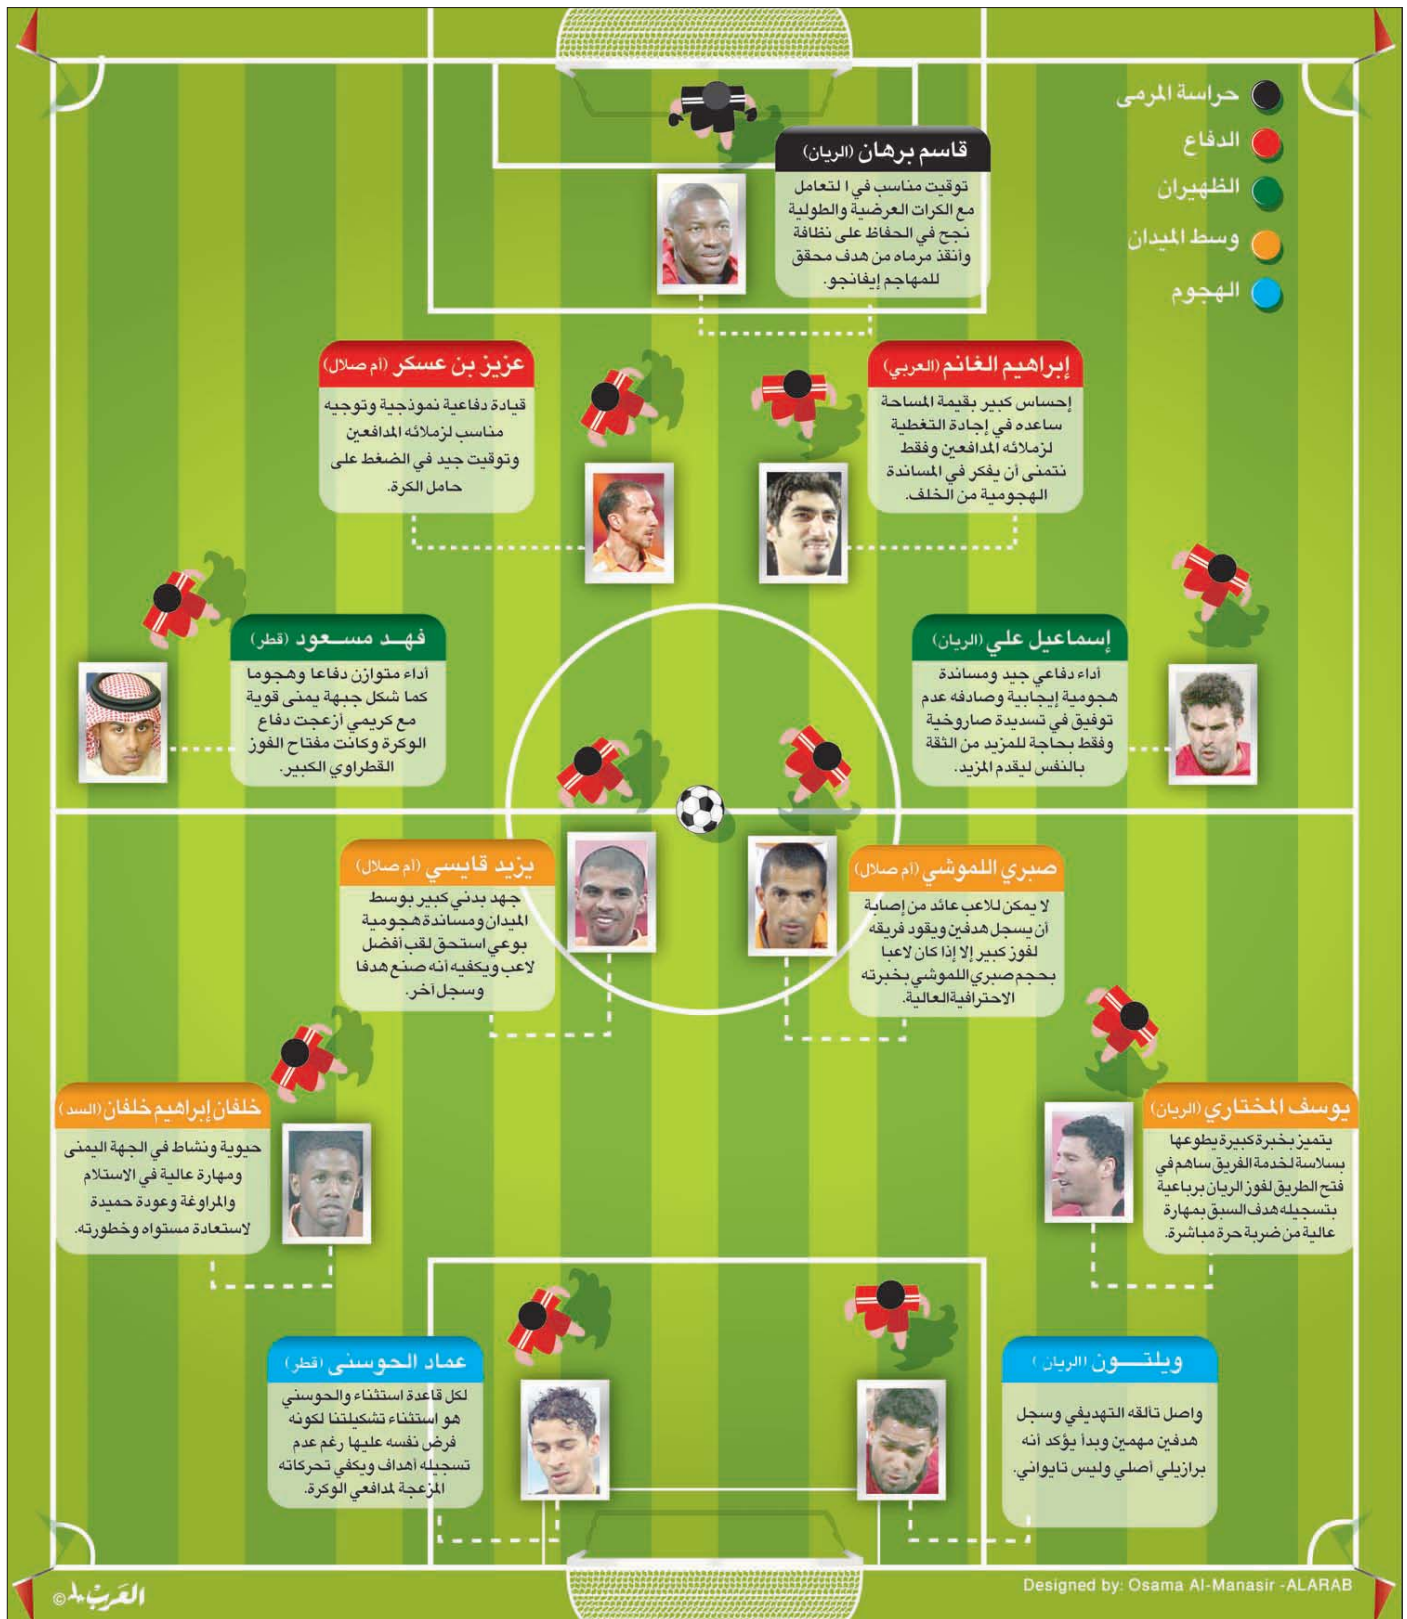 حراسة المرمى
الدفاع
الظهيران
وسط الميدان
الهجوم
قاسم برهان (الريان)
توقيت مناسب في ا لتعامل
مع الكرات العرضية والطولية
نجح في الحفاظ على نظافة
وأنقذ مرماه من هدف محقق
للمهاجم إيفانجو.
إبراهيم الغانم (العربي)
إحساس كبير بقيمة المساحة
ساعده في إجادة التغطية
لزملائه المدافعين وفقط
نتمنى أن يفكر في المساندة
الهجومية من الخلف.
عزيز بن عسكر (أم صلال)
قيادة دفاعية نموذجية وتوجيه
مناسب لزملائه المدافعين
وتوقيت جيد في الضغط على
حامل الكرة.
إسماعيل علي (الريان)
أداء دفاعي جيد ومساندة
هجومية إيجابية وصادفه عدم
توفيق في تسديدة صاروخية
وفقط بحاجة للمزيد من الثقة
بالنفس ليقدم المزيد.
فهـد مسـعود (قطر)
أداء متوازن دفاعا وهجوما
كما شكل جبهة يمنى قوية
مع كريمي أزعجت دفاع
الوكرة وكانت مفتاح الفوز
القطراوي الكبير.
صبري اللموشي (أم صلال)
لا يمكن للاعب عائد من إصابة
أن يسجل هدفين ويقود فريقه
لفوز كبير إلا إذا كان لاعبا
بحجم صبري اللموشي بخبرته
الاحترافية العالية.
يزيد قايسي (أم صلال)
جهد بدني كبير بوسط
الميدان ومساندة هجومية
بوعي استحق لقب أفضل
لاعب ويكفيه أنه صنع هدفا
وسجل آخر.
يوسف المختاري (الريان)
يتميز بخبرة كبيرة يطوعها
بسلاسة لخدمة الفريق ساهم في
فتح الطريق لفوز الريان برباعية
بتسجيله هدف السبق بمهارة
عالية من ضربة حرة مباشرة.
خلفان إبراهيم خلفان (السد)
حيوية ونشاط في الجهة اليمنى
ومهارة عالية في الاستلام
والمراوغة وعودة حميدة
لاستعادة مستواه وخطورته.
ويلتــــون ((الريان )
واصل تألقه التهديفي وسجل
هدفين مهمين وبدأ يؤكد أنه
برازيلي أصلي وليس تايواني.
عماد الحوسنى (قطر)
لكل قاعدة استثناء والحوسني
هو استثناء تشكيلتنا لكونه
فرض نفسه عليها رغم عدم
تسجيله أهداف ويكفي تحركاته
المزعجة لمدافعي الوكرة.
Designed by: Osama Al-Manasir -ALARAB
العرب ©